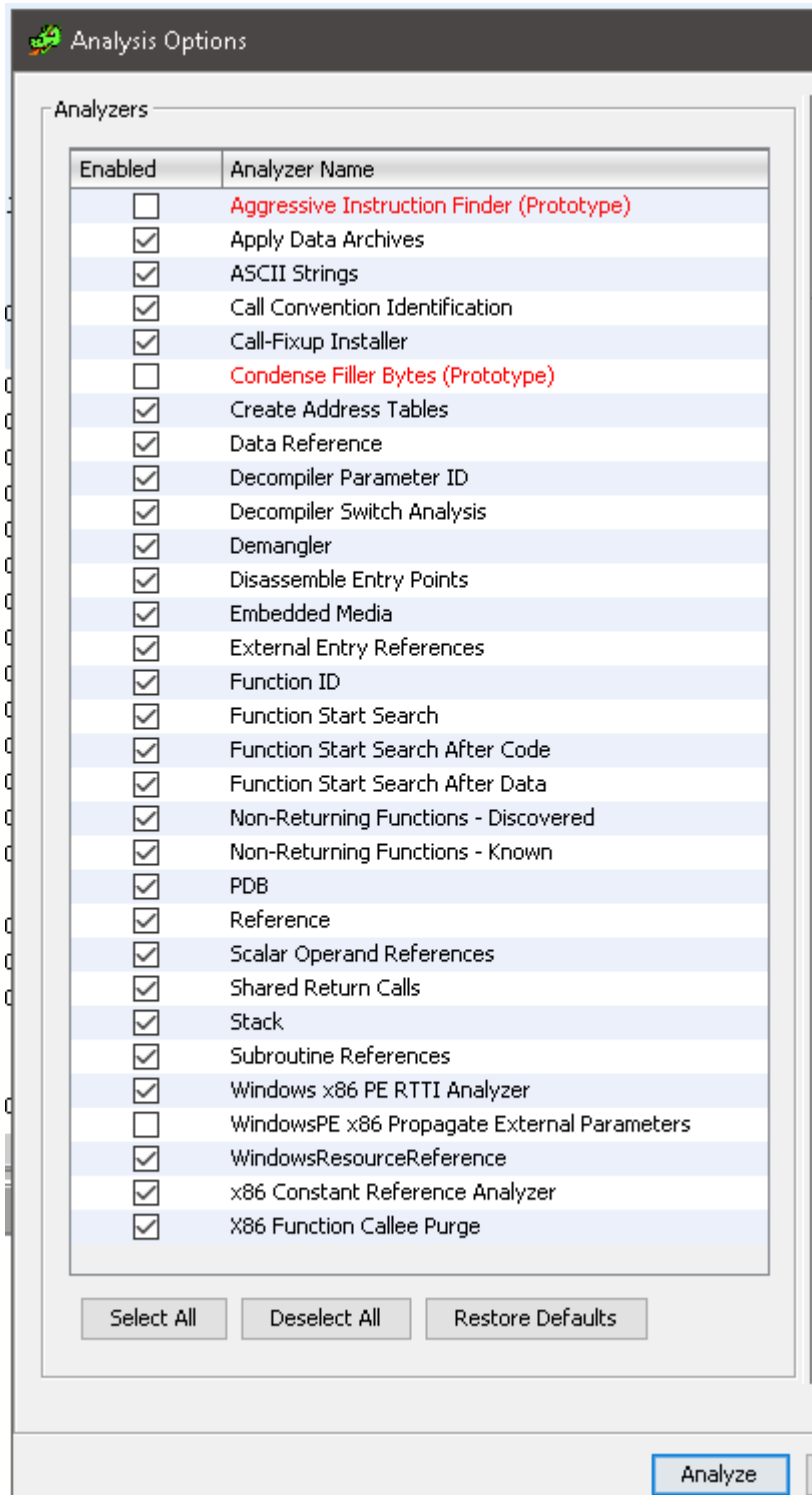 Analysis Options
Analyzers
Enabled Analyzer Name
Aggressive Instruction Finder (Prototype)
Apply Data Archives
ASCII Strings
Call Convention Identification
Call-Fixup Installer
Condense Filler Bytes (Prototype)
Create Address Tables
Data Reference
Decompiler Parameter ID
Decompiler Switch Analysis
Demangler
Disassemble Entry Points
Embedded Media
External Entry References
Function ID
Function Start Search
Function Start Search After Code
Function Start Search After Data
Non-Returning Functions - Discovered
Non-Returning Functions - Known
PDB
Reference
Scalar Operand References
Shared Return Calls
Stack
Subroutine References
Windows x86 PE RTTI Analyzer
WindowsPE x86 Propagate External Parameters
WindowsResourceReference
x86 Constant Reference Analyzer
X86 Function Callee Purge
Select All Deselect All Restore Defaults
Analyze